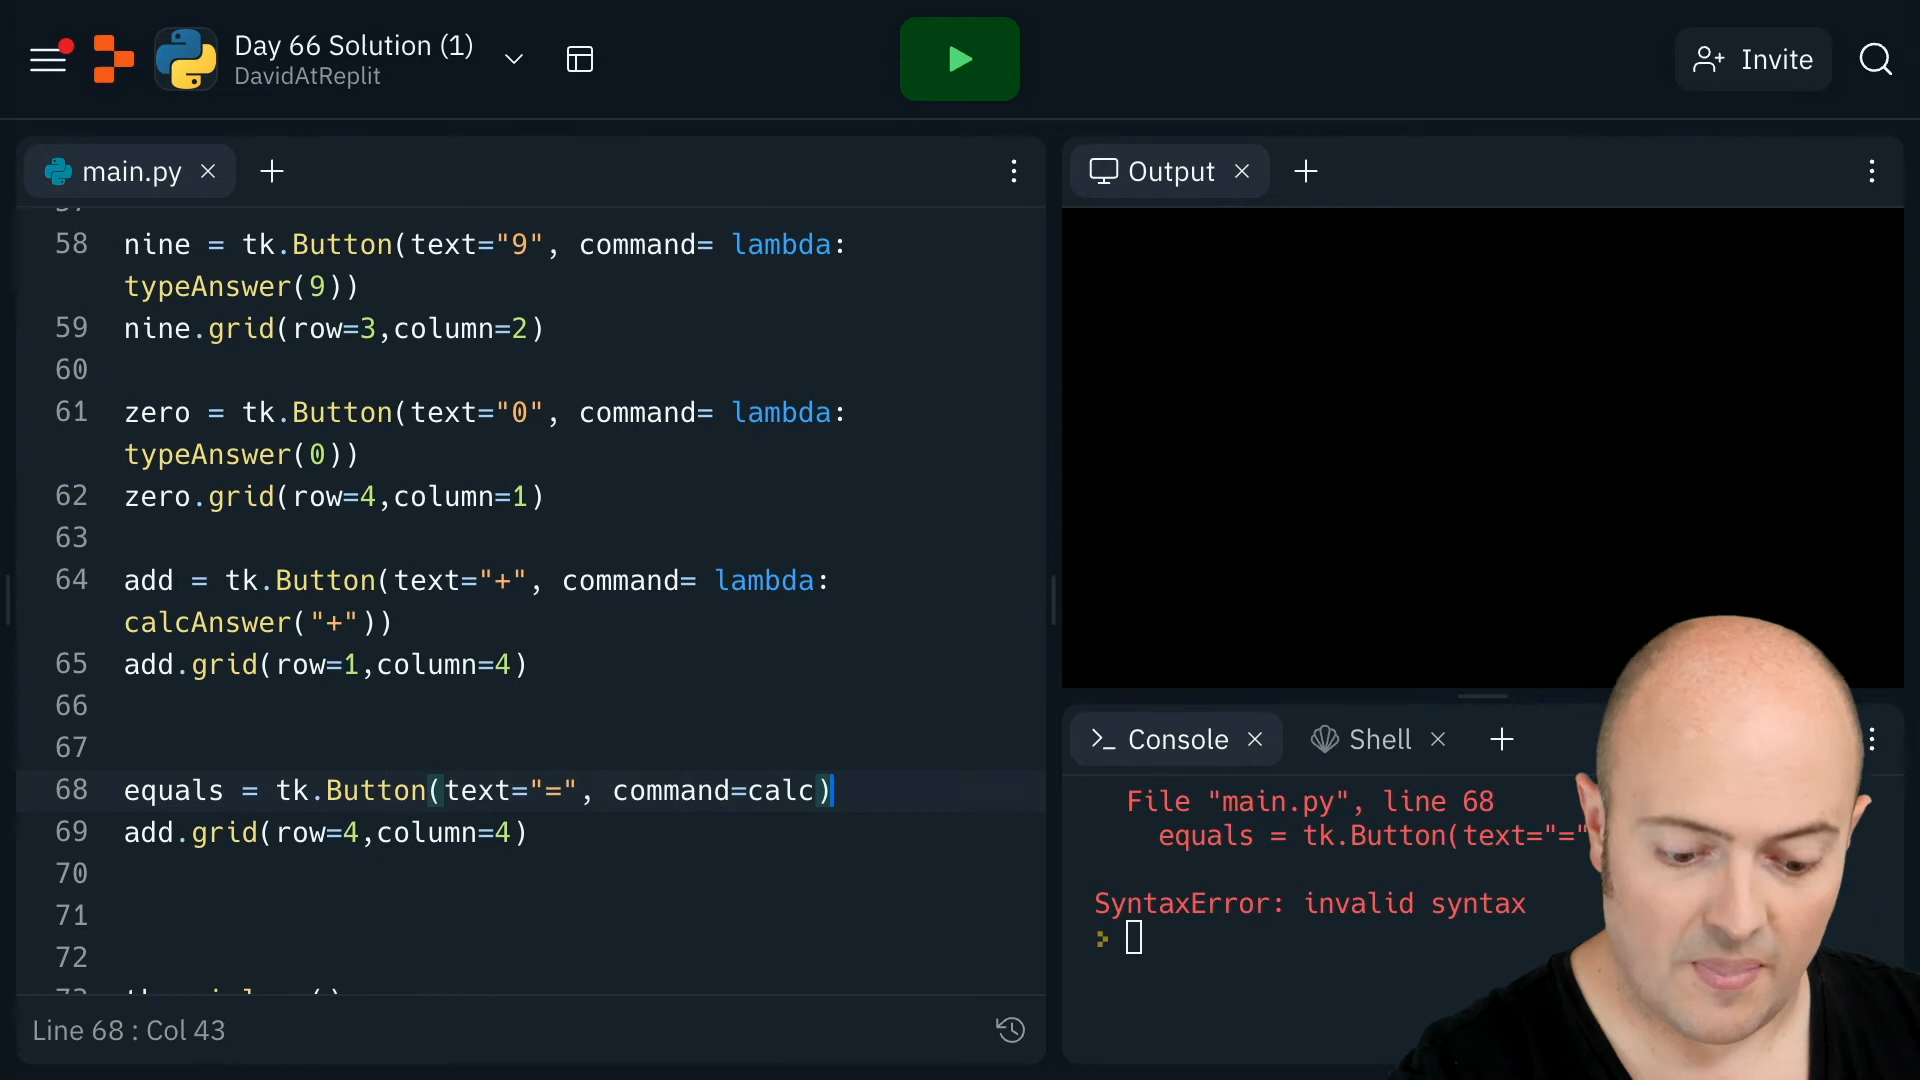 Day 66 Solution (1)
DavidAtReplit
Invite
main.py
58 nine = tk.Button(text="9", command= lambda:
typeAnswer(9))
59 nine.grid(row=3,column=2)
60
61 zero = tk.Button(text="0", command= lambda:
typeAnswer(0))
62 zero.grid(row=4,column=1)
63
64 add = tk.Button(text="+", command= lambda:
calcAnswer("+"))
65 add.grid(row=1,column=4)
66
67
68 equals = tk.Button(text="=", command=calc)
69 add.grid(row=4,column=4)
70
71
72
Line 68 : Col 43
Output
Console
Shell
File "main.py", line 68
equals = tk.Button(text="="
SyntaxError: invalid syntax